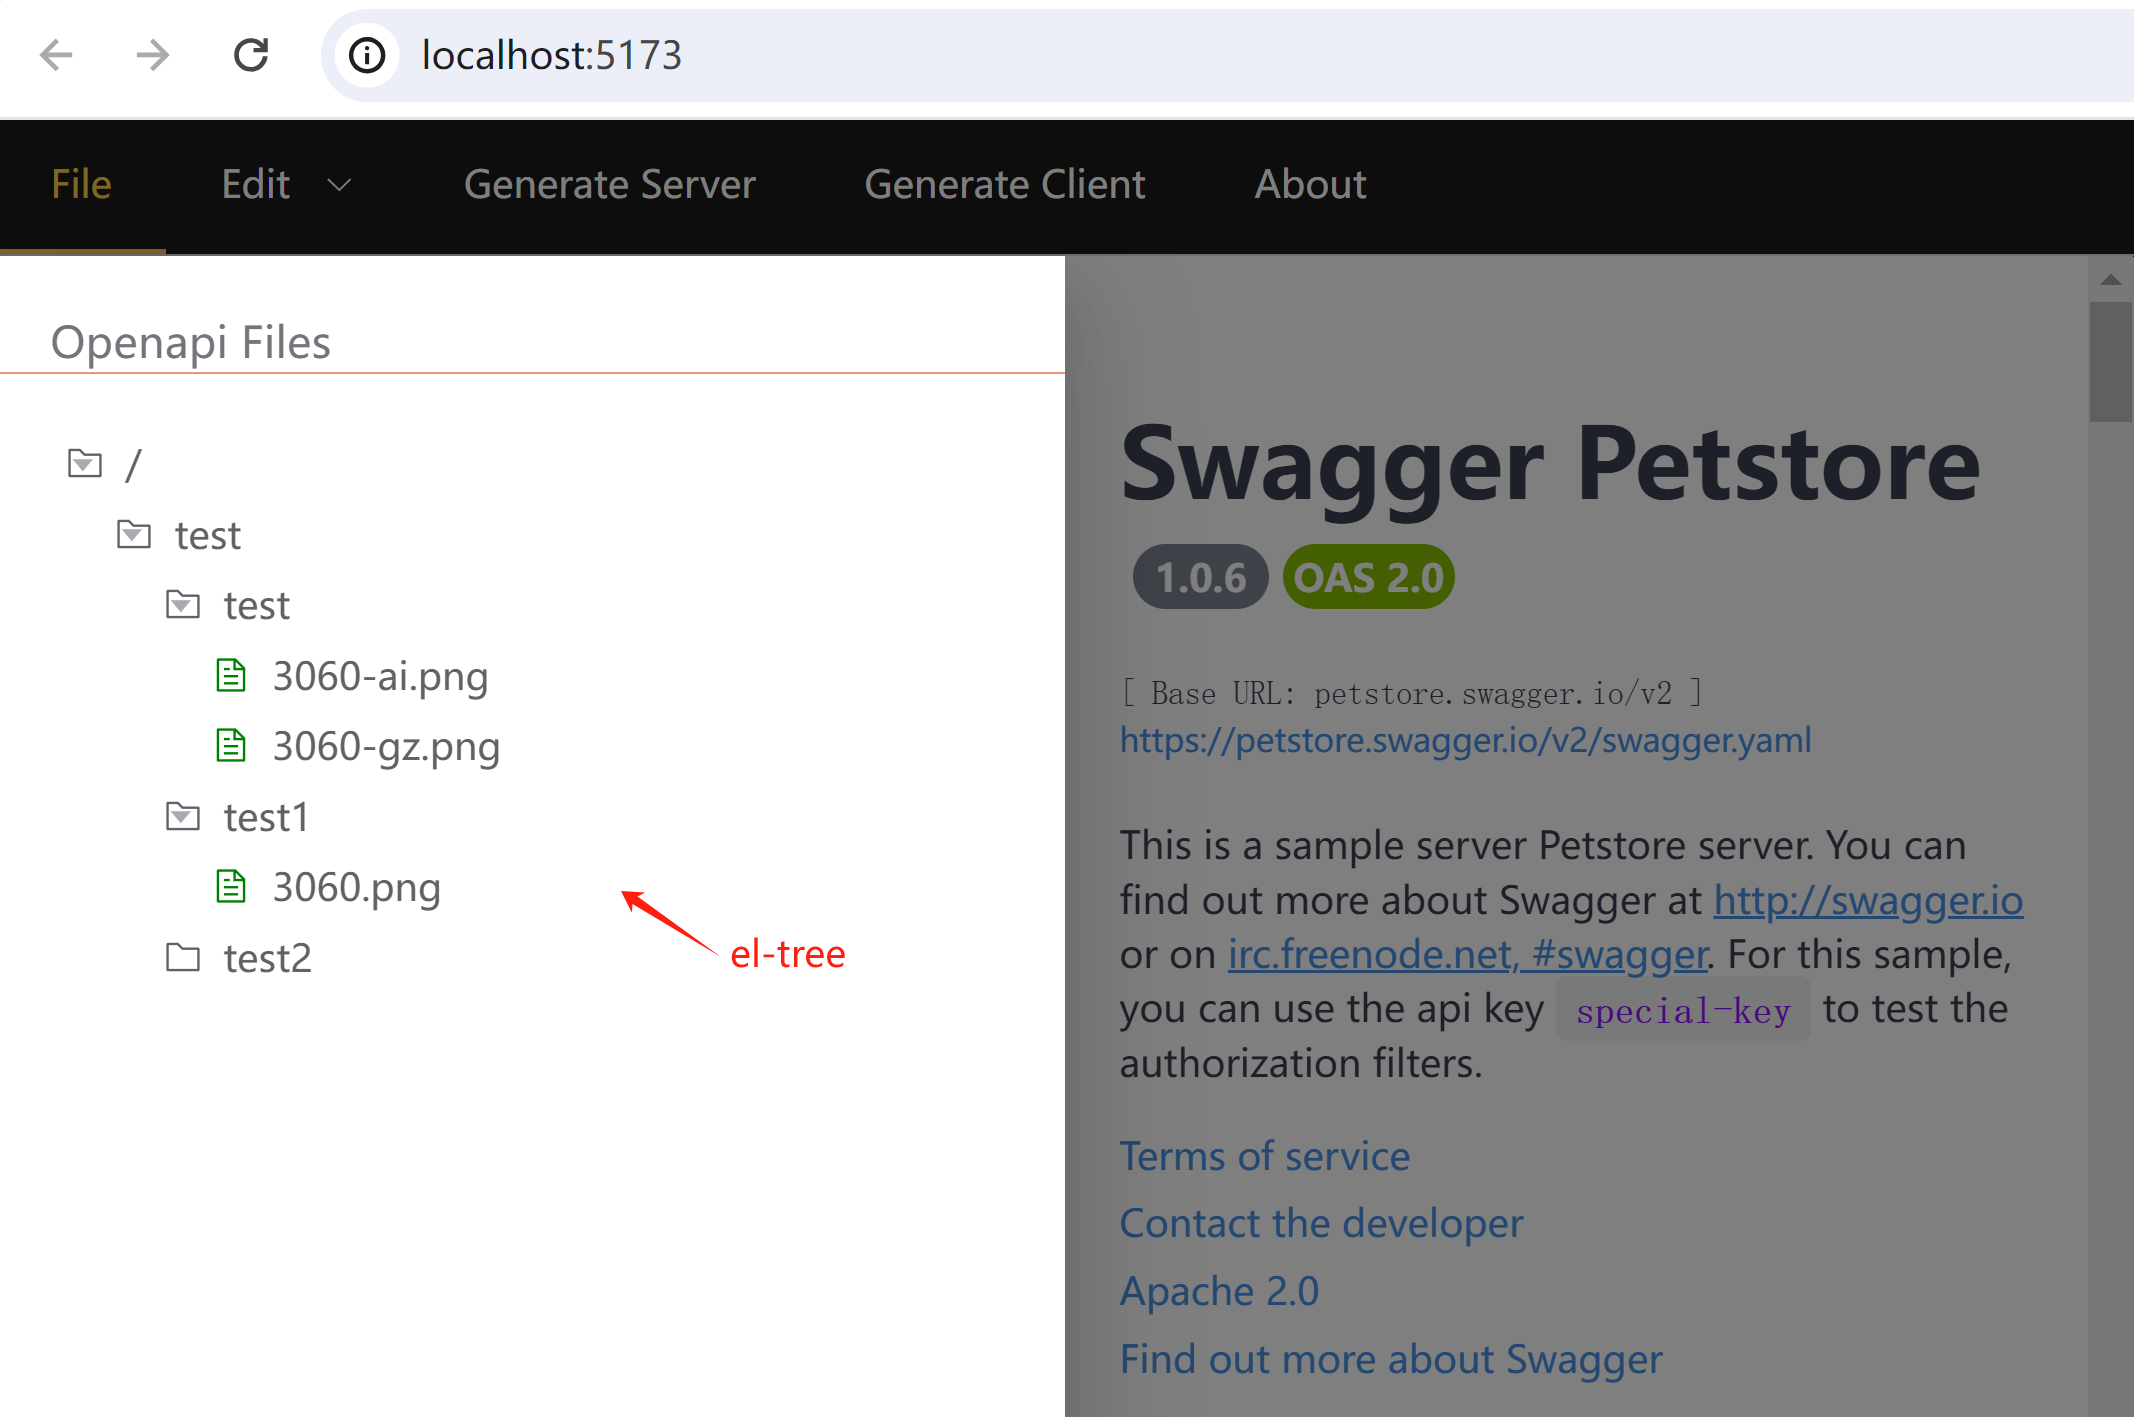 localhost:5173
File Edit Generate Server Generate Client About
Openapi Files
/
test
test
3060-ai.png
3060-gz.png
test1
3060.png
test2
el-tree
Swagger Petstore
1.0.6 OAS 2.0
[ Base URL: petstore.swagger.io/v2 ]
https://petstore.swagger.io/v2/swagger.yaml
This is a sample server Petstore server. You can
find out more about Swagger at http://swagger.io
or on irc.freenode.net, #swagger. For this sample,
you can use the api key special-key to test the
authorization filters.
Terms of service
Contact the developer
Apache 2.0
Find out more about Swagger